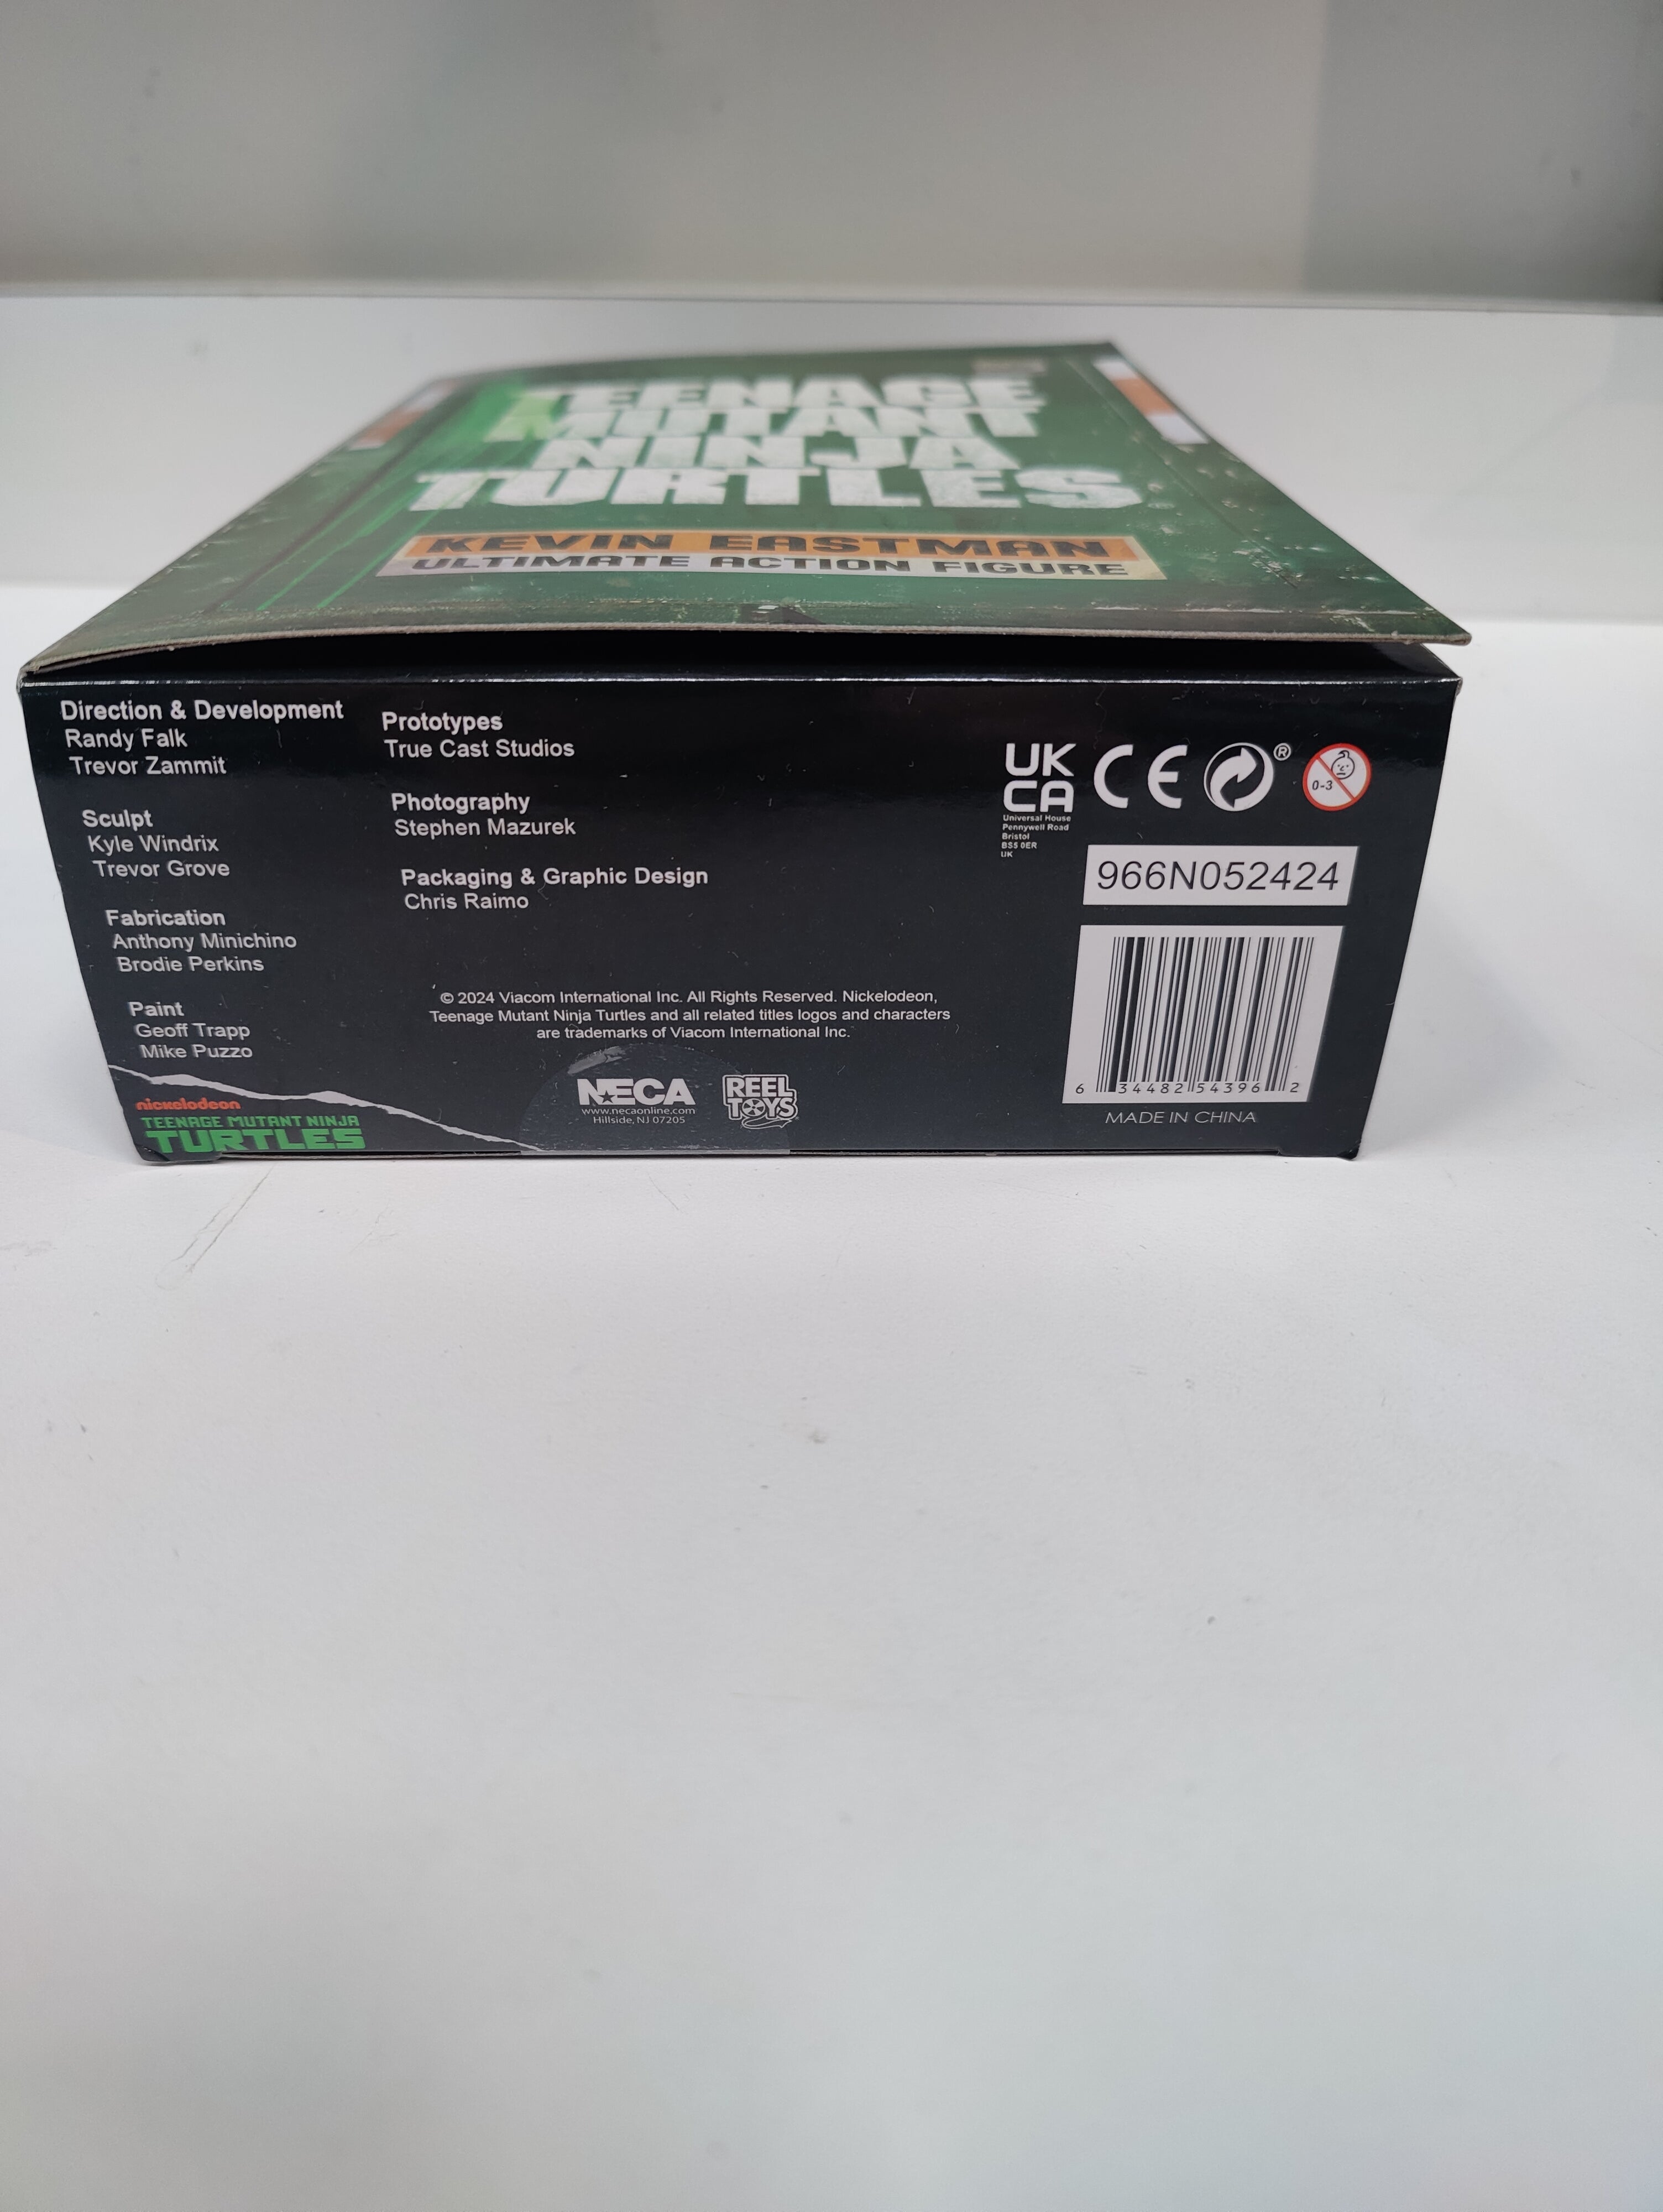 TEENAGE
MUTANT
NINJA
TURTLES
KEVIN EASTMAN
ULTIMATE ACTION FIGURE
Direction & Development
Randy Falk
Trevor Zammit
Sculpt
Kyle Windrix
Trevor Grove
Fabrication
Anthony Minichino
Brodie Perkins
Paint
Geoff Trapp
Mike Puzzo
nickelodeon
TEENAGE MUTANT NINJA
TURTLES
Prototypes
True Cast Studios
Photography
Stephen Mazurek
Packaging & Graphic Design
Chris Raimo
© 2024 Viacom International Inc. All Rights Reserved. Nickelodeon,
Teenage Mutant Ninja Turtles and all related titles logos and characters
are trademarks of Viacom International Inc.
NECA
www.necaonline.com
Hillside, NJ 07205
REEL
TOYS
UK
CA
Universal House
Pennywell Road
Bristol
BS5 0ER
UK
CE
®
0-3
966N052424
6 34482 54396 2
MADE IN CHINA